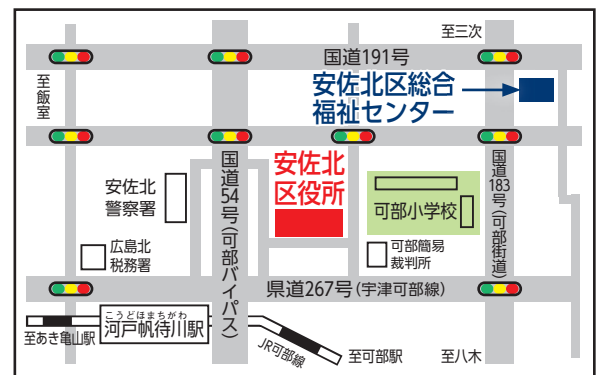 至三次
国道191号
至飯室
安佐北区総合
福祉センター
国道54号(可部バイパス)
安佐北
区役所
国道183号(可部街道)
安佐北
警察署
可部小学校
広島北
税務署
可部簡易
裁判所
県道267号(宇津可部線)
こうどほまちがわ
河戸帆待川駅
至あき亀山駅
JR可部線
至可部駅
至八木